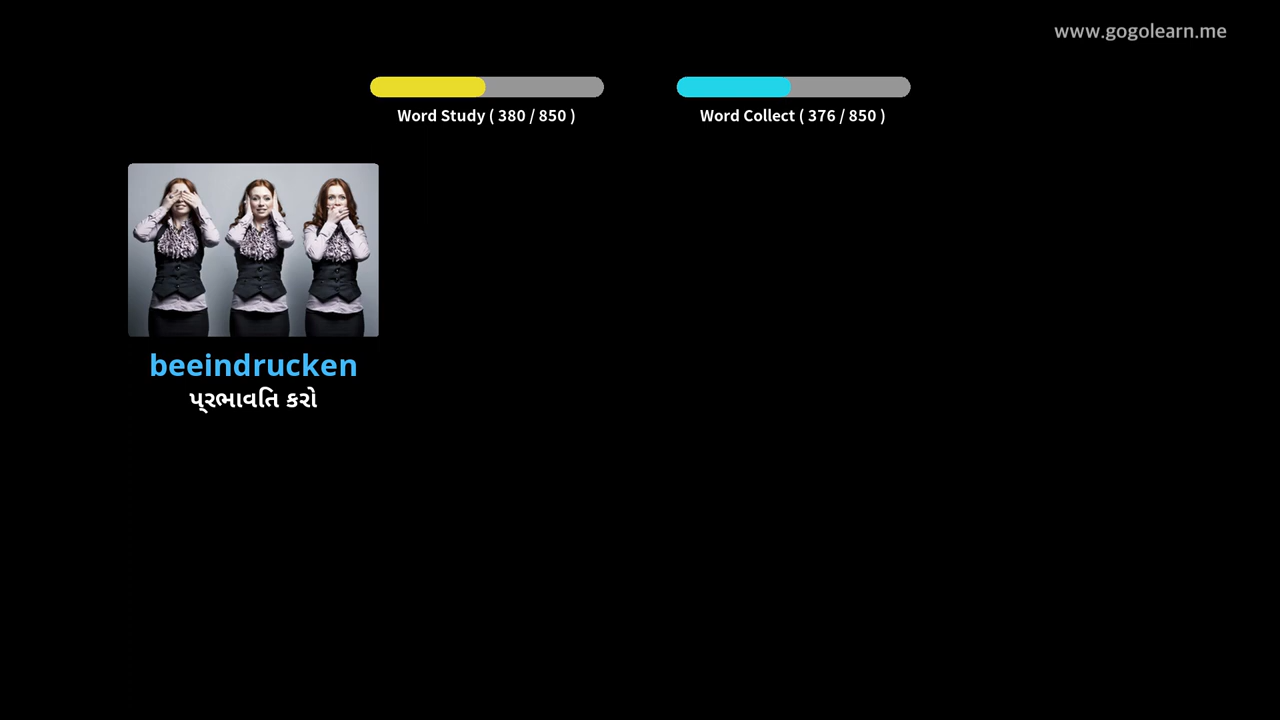 www.gogolearn.me
Word Study ( 380 / 850 )
Word Collect ( 376 / 850 )
beeindrucken
પ્રભાવતિ કરો